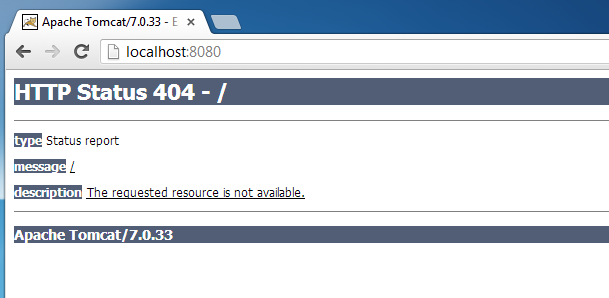 Apache Tomcat/7.0.33 - E
localhost:8080
HTTP Status 404 - /
type Status report
message /
description The requested resource is not available.
Apache Tomcat/7.0.33